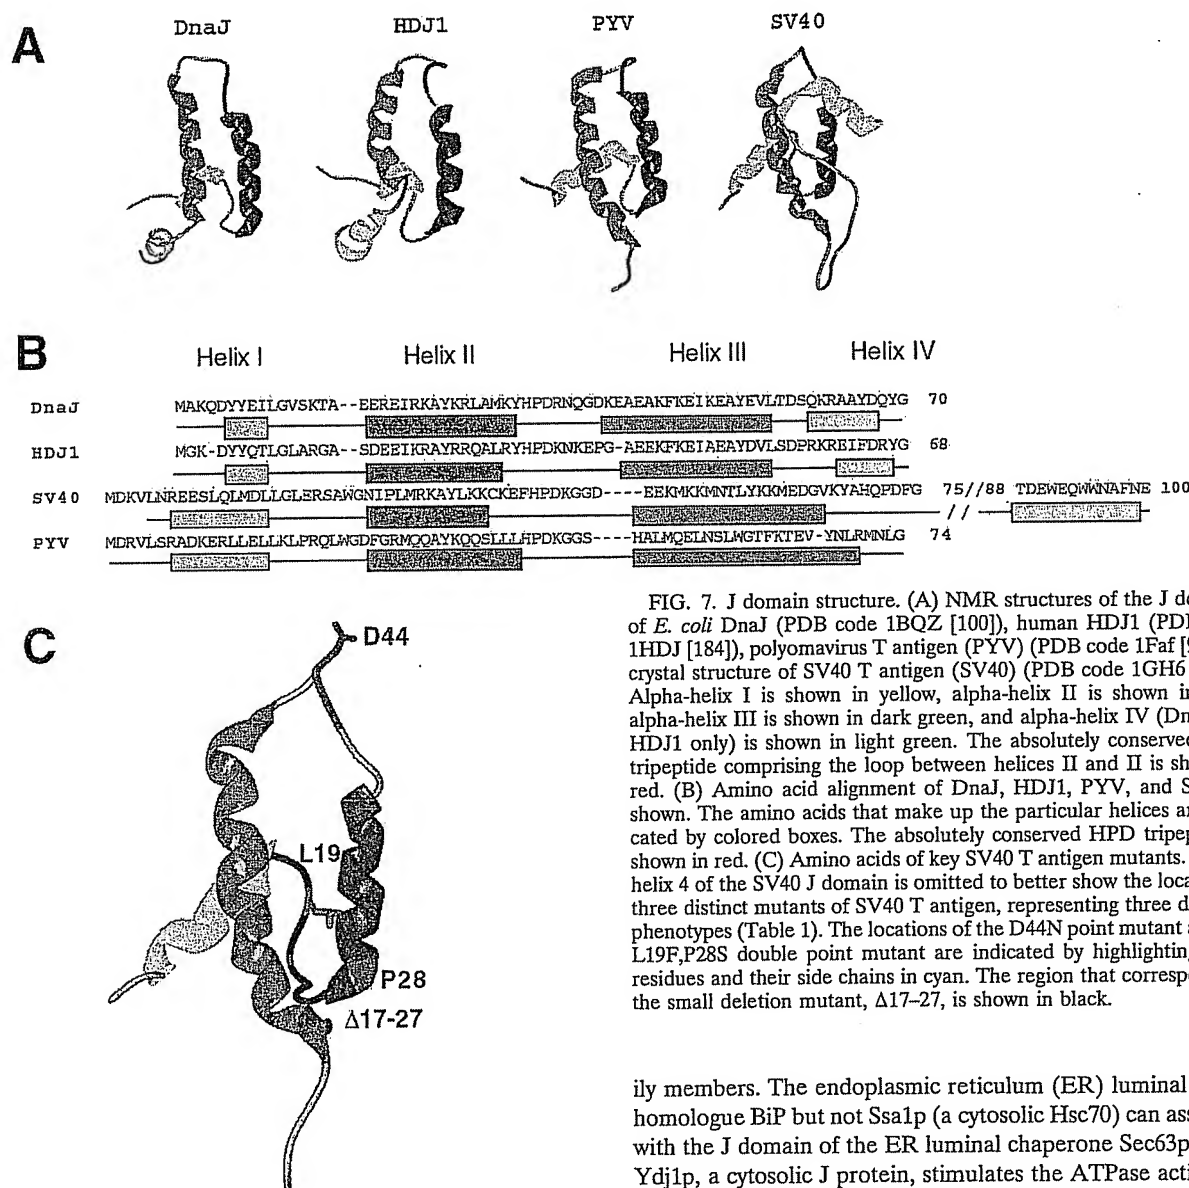 A
DnaJ HDJ1 PYV SV40
B
Helix I Helix II Helix III Helix IV
DnaJ MAKQDYYEILGVSKTA--EEREIRKAYKRLAMKYHPDRNQGDKEAEAKFKEIKEAYEVLTDSQKRAAYDQYG 70
HDJ1 MGK-DYYQTLGLARGA--SDEEIKRAYRRQALRYHPDKNKEPG-AEEKFKEIAEAYDVLSDPRKREIFDRYG 68
SV40 MDKVLNREESLQLMDLLGLERSAWGNIPLMRKAYLKKCKEFHPDKGGD----EEKMKKMNTLYKKMEDGVKYAHQPDFG 75//88 TDEWEQWWNAFNE 100
//
PYV MDRVLSRADKERLLELLKLPRQLWGDFGRMQQAYKQQSLLLHPDKGGS----HALMQELNSLWGTFKTEV-YNLRMNLG 74
C
D44
L19
P28
Δ17-27
FIG. 7. J domain structure. (A) NMR structures of the J do
of E. coli DnaJ (PDB code 1BQZ [100]), human HDJ1 (PDI
1HDJ [184]), polyomavirus T antigen (PYV) (PDB code 1Faf [9
crystal structure of SV40 T antigen (SV40) (PDB code 1GH6
Alpha-helix I is shown in yellow, alpha-helix II is shown in
alpha-helix III is shown in dark green, and alpha-helix IV (Dn
HDJ1 only) is shown in light green. The absolutely conserved
tripeptide comprising the loop between helices II and II is sh
red. (B) Amino acid alignment of DnaJ, HDJ1, PYV, and S
shown. The amino acids that make up the particular helices ar
cated by colored boxes. The absolutely conserved HPD tripep
shown in red. (C) Amino acids of key SV40 T antigen mutants.
helix 4 of the SV40 J domain is omitted to better show the loca
three distinct mutants of SV40 T antigen, representing three d
phenotypes (Table 1). The locations of the D44N point mutant a
L19F,P28S double point mutant are indicated by highlighting
residues and their side chains in cyan. The region that correspo
the small deletion mutant, Δ17–27, is shown in black.
ily members. The endoplasmic reticulum (ER) luminal
homologue BiP but not Ssa1p (a cytosolic Hsc70) can ass
with the J domain of the ER luminal chaperone Sec63p
Ydj1p, a cytosolic J protein, stimulates the ATPase acti